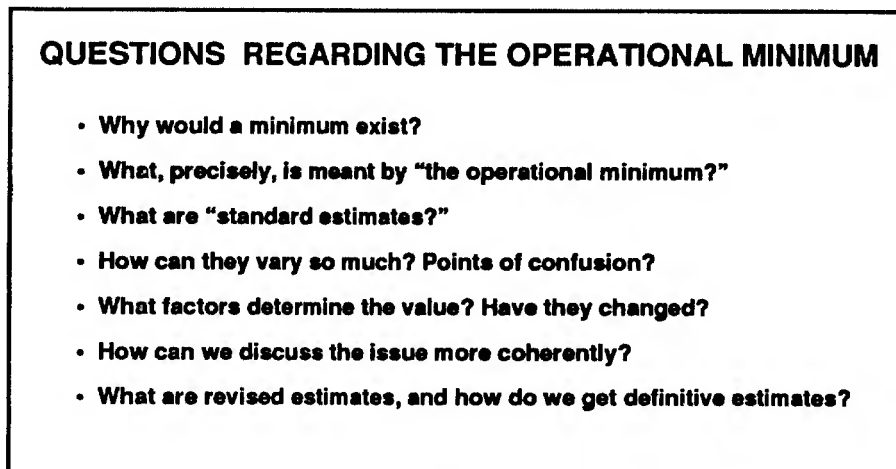 QUESTIONS REGARDING THE OPERATIONAL MINIMUM
• Why would a minimum exist?
• What, precisely, is meant by “the operational minimum?”
• What are “standard estimates?”
• How can they vary so much? Points of confusion?
• What factors determine the value? Have they changed?
• How can we discuss the issue more coherently?
• What are revised estimates, and how do we get definitive estimates?